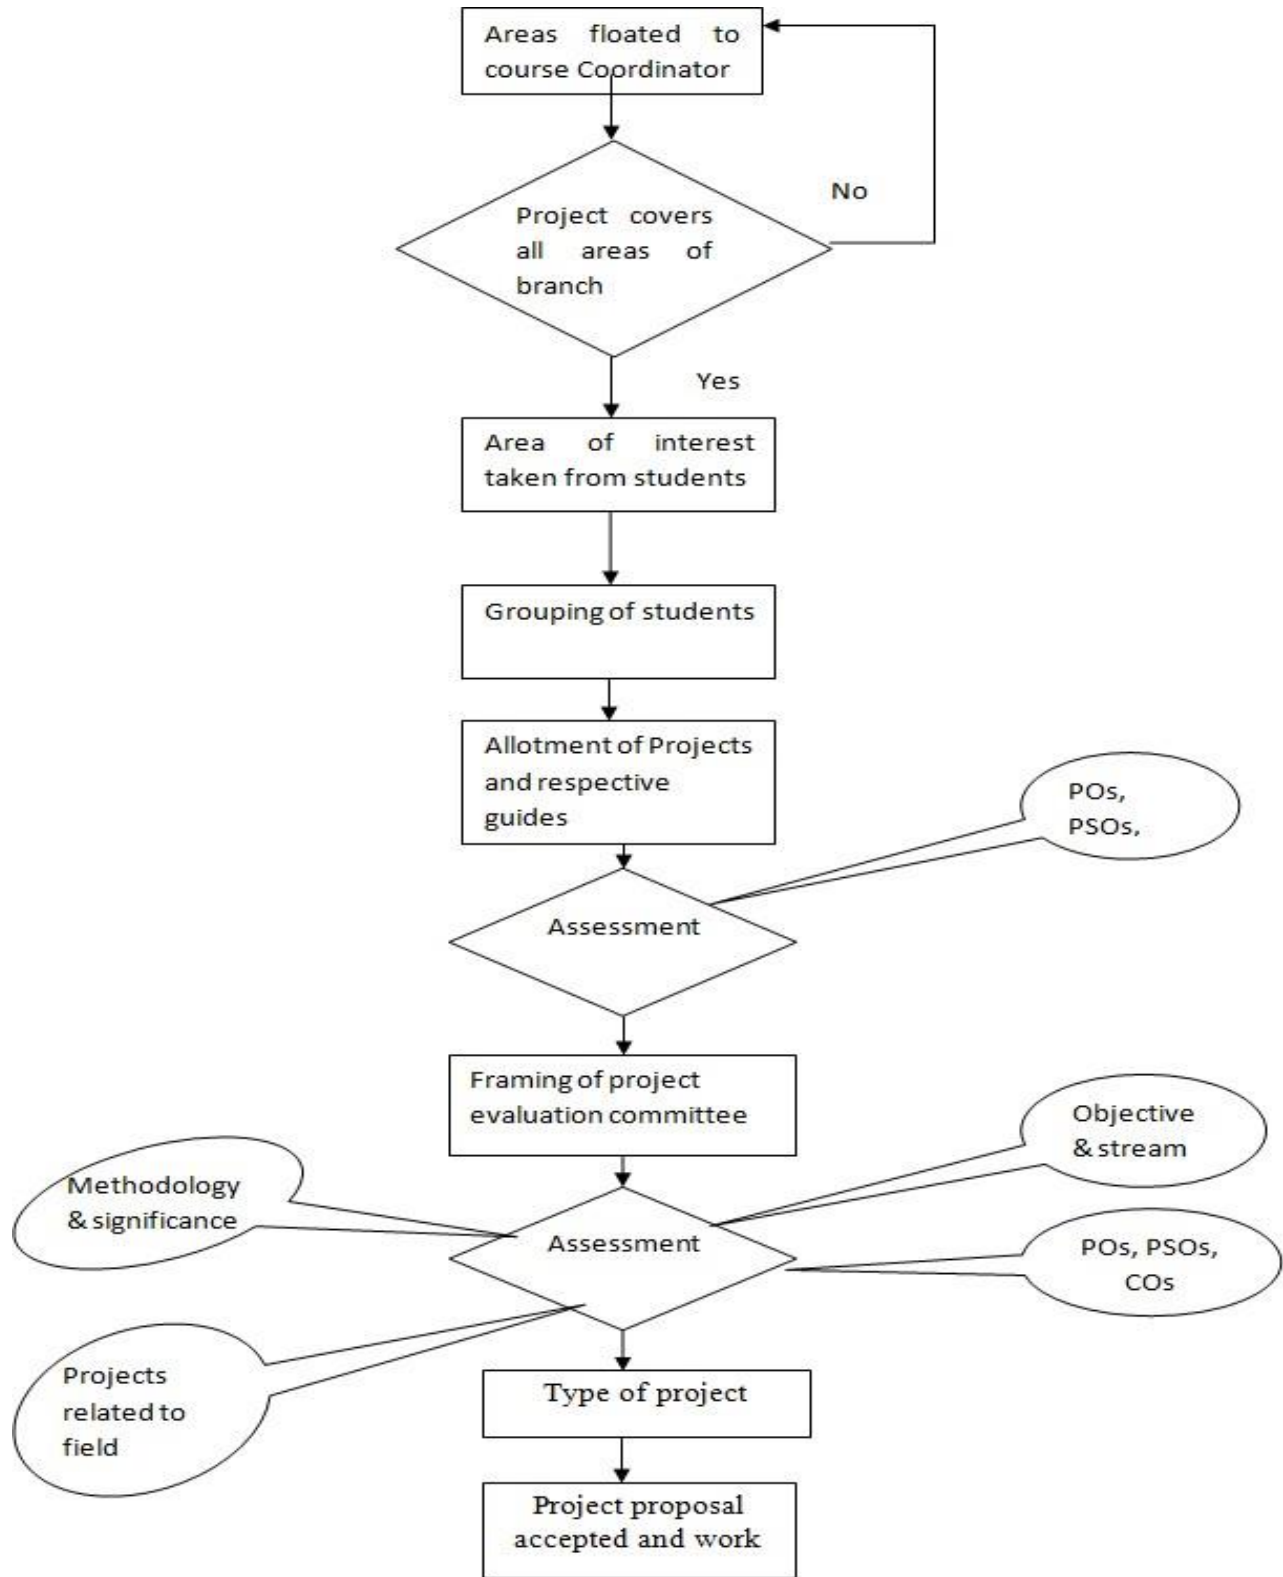 Areas floated to
course Coordinator
No
Project covers
all areas of
branch
Yes
Area of interest
taken from students
Grouping of students
Allotment of Projects
and respective
guides
POs,
PSOs,
Assessment
Framing of project
evaluation committee
Objective
& stream
Methodology
& significance
Assessment
POs, PSOs,
COs
Projects
related to
field
Type of project
Project proposal
accepted and work